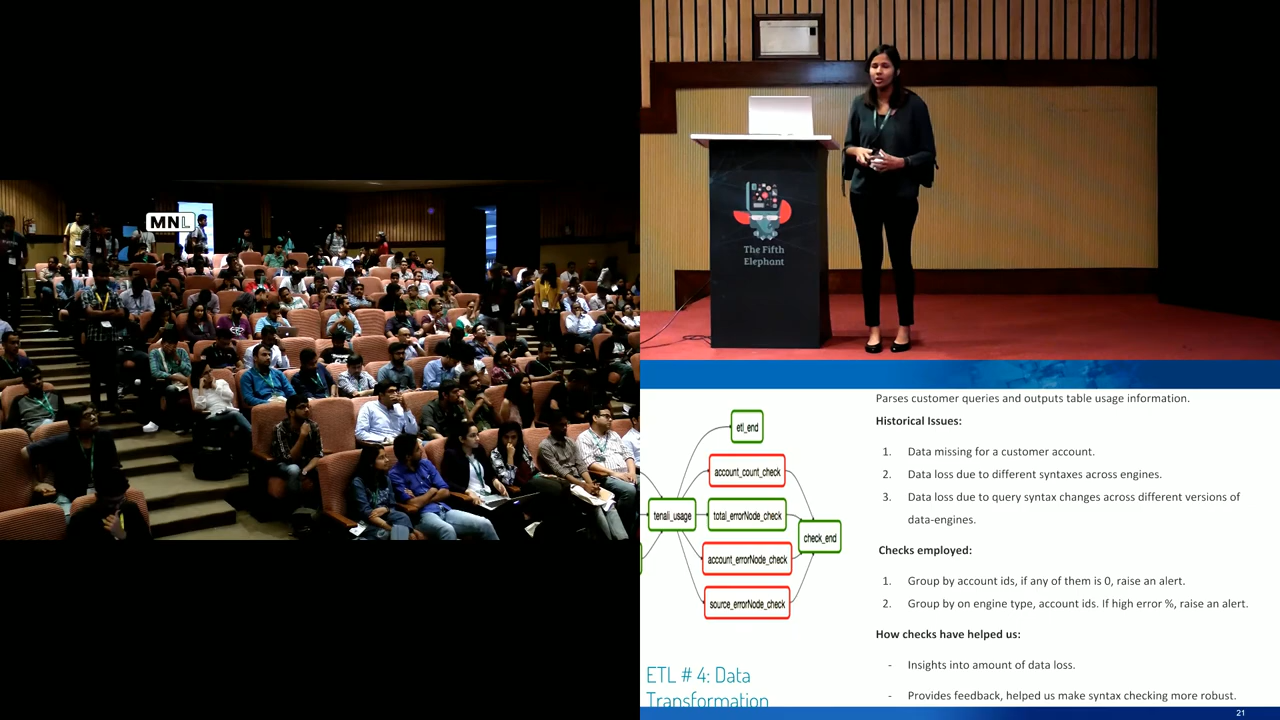 MNL
The Fifth
Elephant
Parses customer queries and outputs table usage information.
Historical Issues:
1. Data missing for a customer account.
2. Data loss due to different syntaxes across engines.
3. Data loss due to query syntax changes across different versions of
data-engines.
Checks employed:
1. Group by account ids, if any of them is 0, raise an alert.
2. Group by on engine type, account ids. If high error %, raise an alert.
How checks have helped us:
- Insights into amount of data loss.
- Provides feedback, helped us make syntax checking more robust.
etl_end
account_count_check
tenali_usage
total_errorNode_check
check_end
account_errorNode_check
source_errorNode_check
ETL # 4: Data
Transformation
21